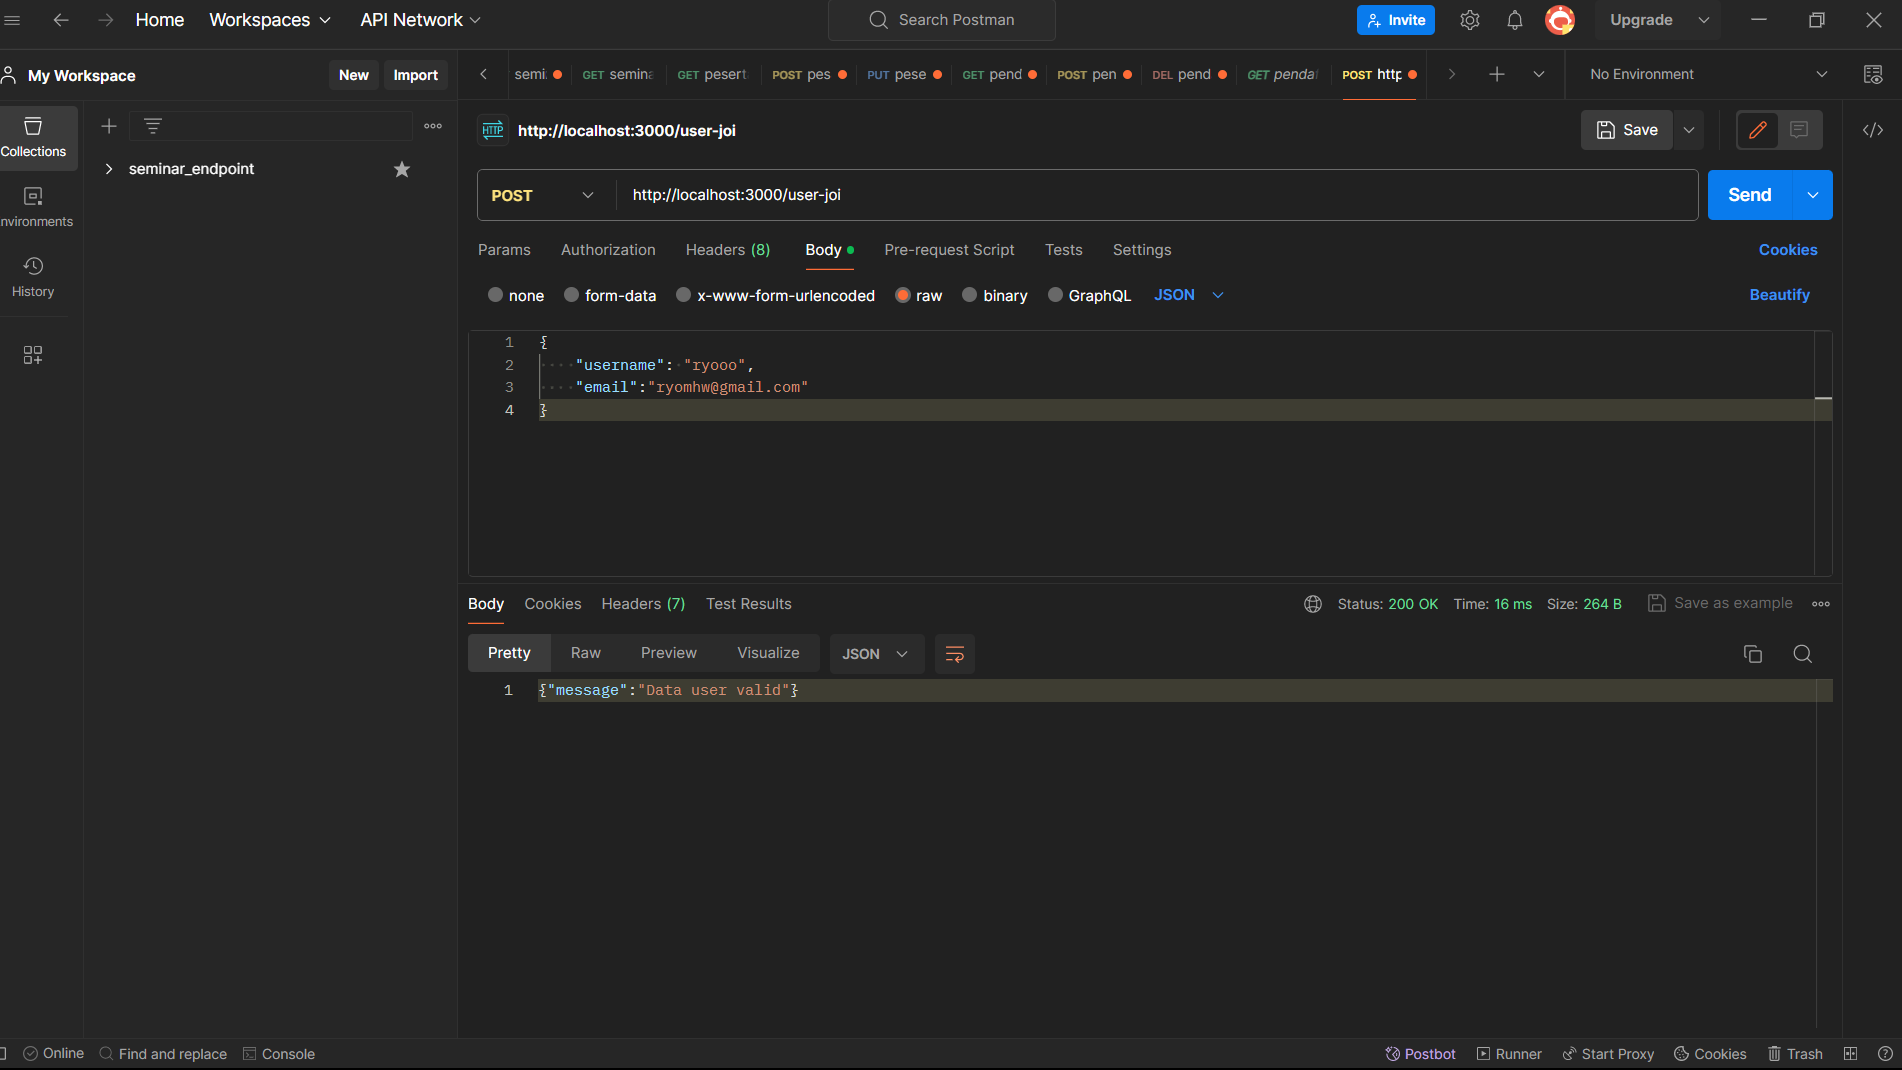 Home Workspaces API Network Search Postman Invite Upgrade
My Workspace New Import
semi GET semina GET pesert POST pes PUT pese GET pend POST pen DEL pend GET penda POST http No Environment
Collections
seminar_endpoint
nvironments
History
HTTP http://localhost:3000/user-joi Save
POST http://localhost:3000/user-joi Send
Params Authorization Headers (8) Body Pre-request Script Tests Settings Cookies
none form-data x-www-form-urlencoded raw binary GraphQL JSON Beautify
1 {
2 "username": "ryooo",
3 "email":"ryomhw@gmail.com"
4 }
Body Cookies Headers (7) Test Results Status: 200 OK Time: 16 ms Size: 264 B Save as example
Pretty Raw Preview Visualize JSON
1 {"message":"Data user valid"}
Online Find and replace Console Postbot Runner Start Proxy Cookies Trash